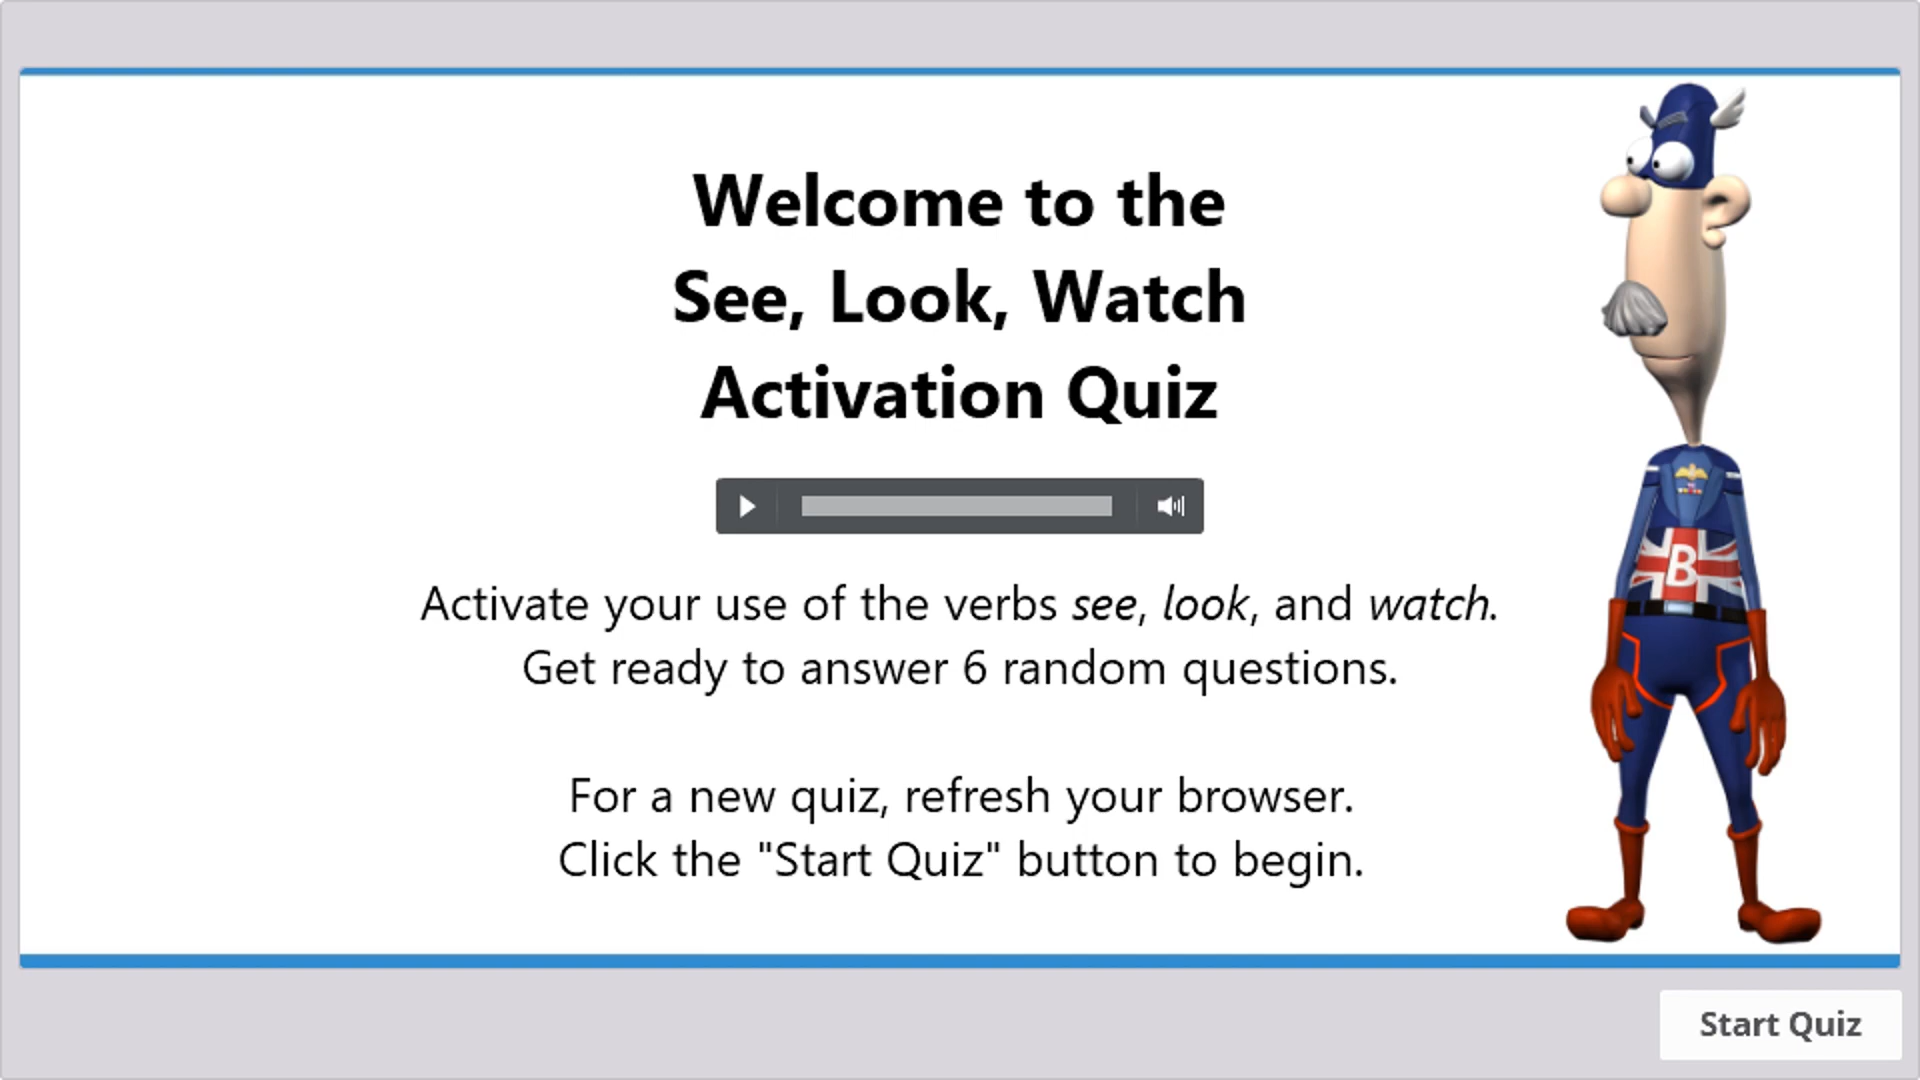 Welcome to the
See, Look, Watch
Activation Quiz
Activate your use of the verbs see, look, and watch.
Get ready to answer 6 random questions.
For a new quiz, refresh your browser.
Click the "Start Quiz" button to begin.
B
Start Quiz